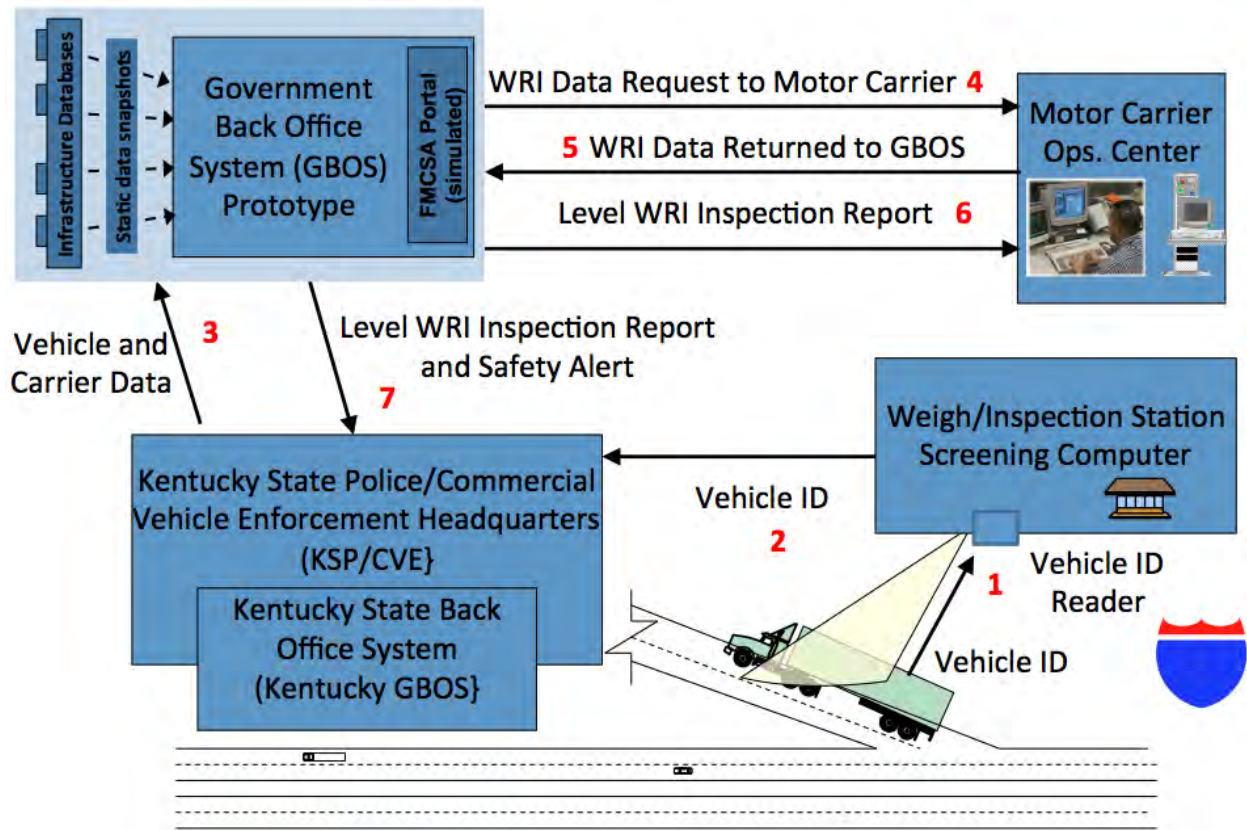 Infrastructure Databases
Static data snapshots
Government
Back Office
System (GBOS)
Prototype
FMCSA Portal
(simulated)
WRI Data Request to Motor Carrier 4
5 WRI Data Returned to GBOS
Level WRI Inspection Report 6
Motor Carrier
Ops. Center
Vehicle and
Carrier Data
3
Level WRI Inspection Report
and Safety Alert
7
Weigh/Inspection Station
Screening Computer
Kentucky State Police/Commercial
Vehicle Enforcement Headquarters
(KSP/CVE}
Kentucky State Back
Office System
(Kentucky GBOS}
Vehicle ID
2
1
Vehicle ID
Reader
Vehicle ID